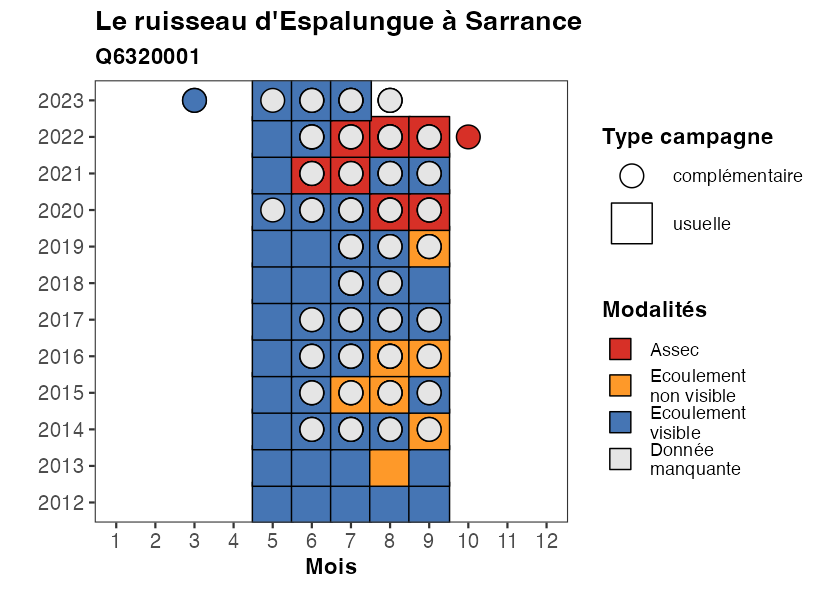 Le ruisseau d'Espalungue à Sarrance
Q6320001
2023
2022
2021
2020
2019
2018
2017
2016
2015
2014
2013
2012
1 2 3 4 5 6 7 8 9 10 11 12
Mois
Type campagne
complémentaire
usuelle
Modalités
Assec
Ecoulement
non visible
Ecoulement
visible
Donnée
manquante